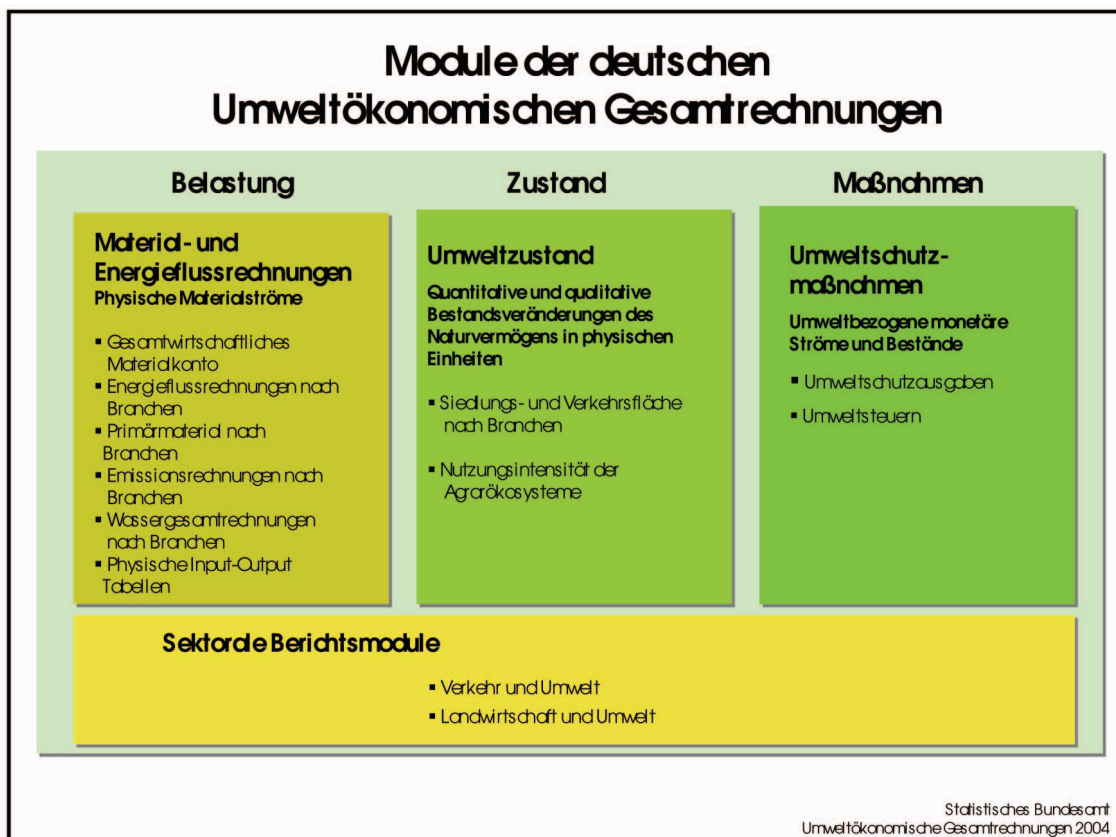 Module der deutschen
Umweltökonomischen Gesamtrechnungen
Belastung
Material- und
Energieflussrechnungen
Physische Materialströme
▪ Gesamtwirtschaftliches
Materialkonto
▪ Energieflussrechnungen nach
Branchen
▪ Primärmaterial nach
Branchen
▪ Emissionsrechnungen nach
Branchen
▪ Wassergesamtrechnungen
nach Branchen
▪ Physische Input-Output
Tabellen
Zustand
Umweltzustand
Quantitative und qualitative
Bestandsveränderungen des
Naturvermögens in physischen
Einheiten
▪ Siedlungs- und Verkehrsfläche
nach Branchen
▪ Nutzungsintensität der
Agrarökosysteme
Maßnahmen
Umweltschutz-
maßnahmen
Umweltbezogene monetäre
Ströme und Bestände
▪ Umweltschutzausgaben
▪ Umweltsteuern
Sektorale Berichtsmodule
▪ Verkehr und Umwelt
▪ Landwirtschaft und Umwelt
Statistisches Bundesamt
Umweltökonomische Gesamtrechnungen 2004